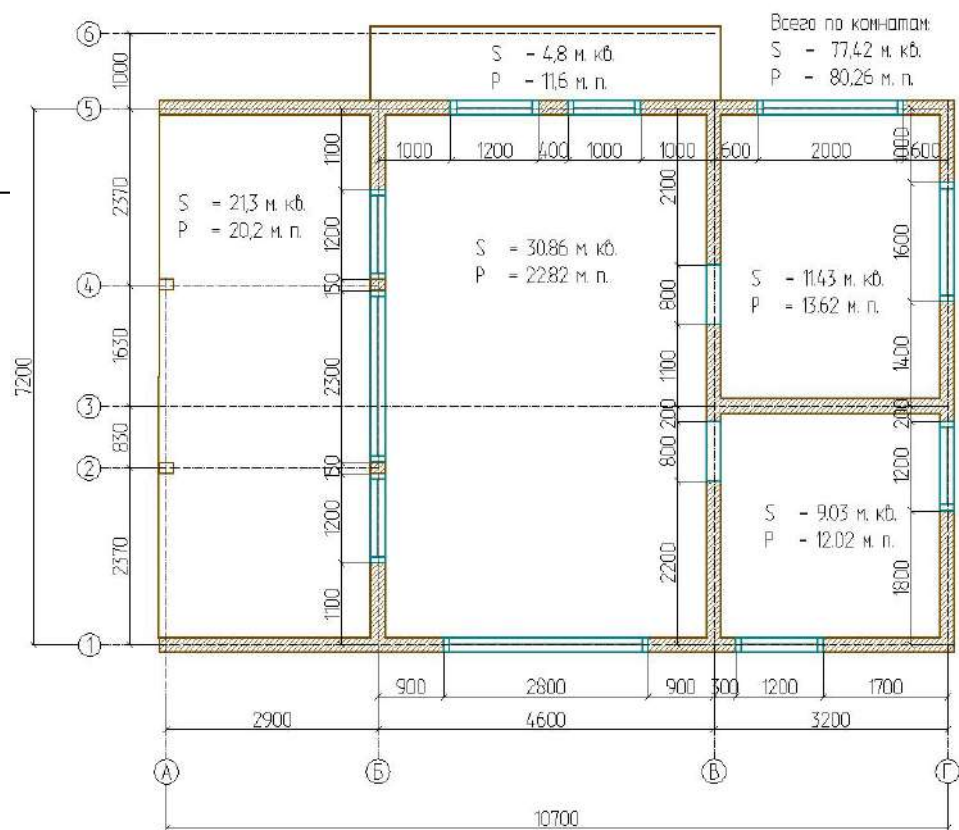 Всего по комнатам:
S - 77,42 м. кв.
P - 80.26 м. п.
6
S - 4,8 м. кв.
P - 11,6 м. п.
1000
5
1000 1200 400 1000 1000 600 2000 600
1100
2100
1000
2370
S = 21,3 м. кв.
P = 20,2 м. п.
1200
S = 30.86 м. кв.
P = 22.82 м. п.
1600
4
150
800
S - 11.43 м. кв.
P - 13.62 м. п.
1630
7200
2300
1100
1400
3
200
200
830
2
150
800
1200
S - 9.03 м. кв.
P - 12.02 м. п.
1200
2370
2200
1800
1100
1
900 2800 900 300 1200 1700
2900 4600 3200
А Б В Г
10700